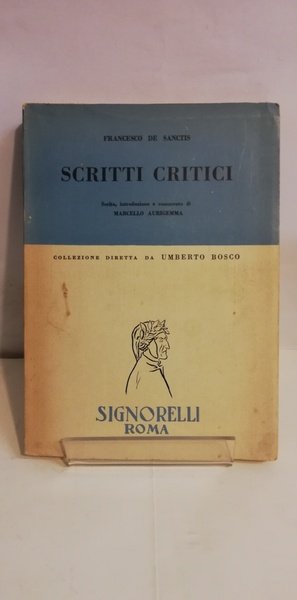 FRANCESCO DE SANCTIS
SCRITTI CRITICI
Scelta, introduzione e commento di
MARCELLO AURIGEMMA
COLLEZIONE DIRETTA DA UMBERTO BOSCO
SIGNORELLI
ROMA